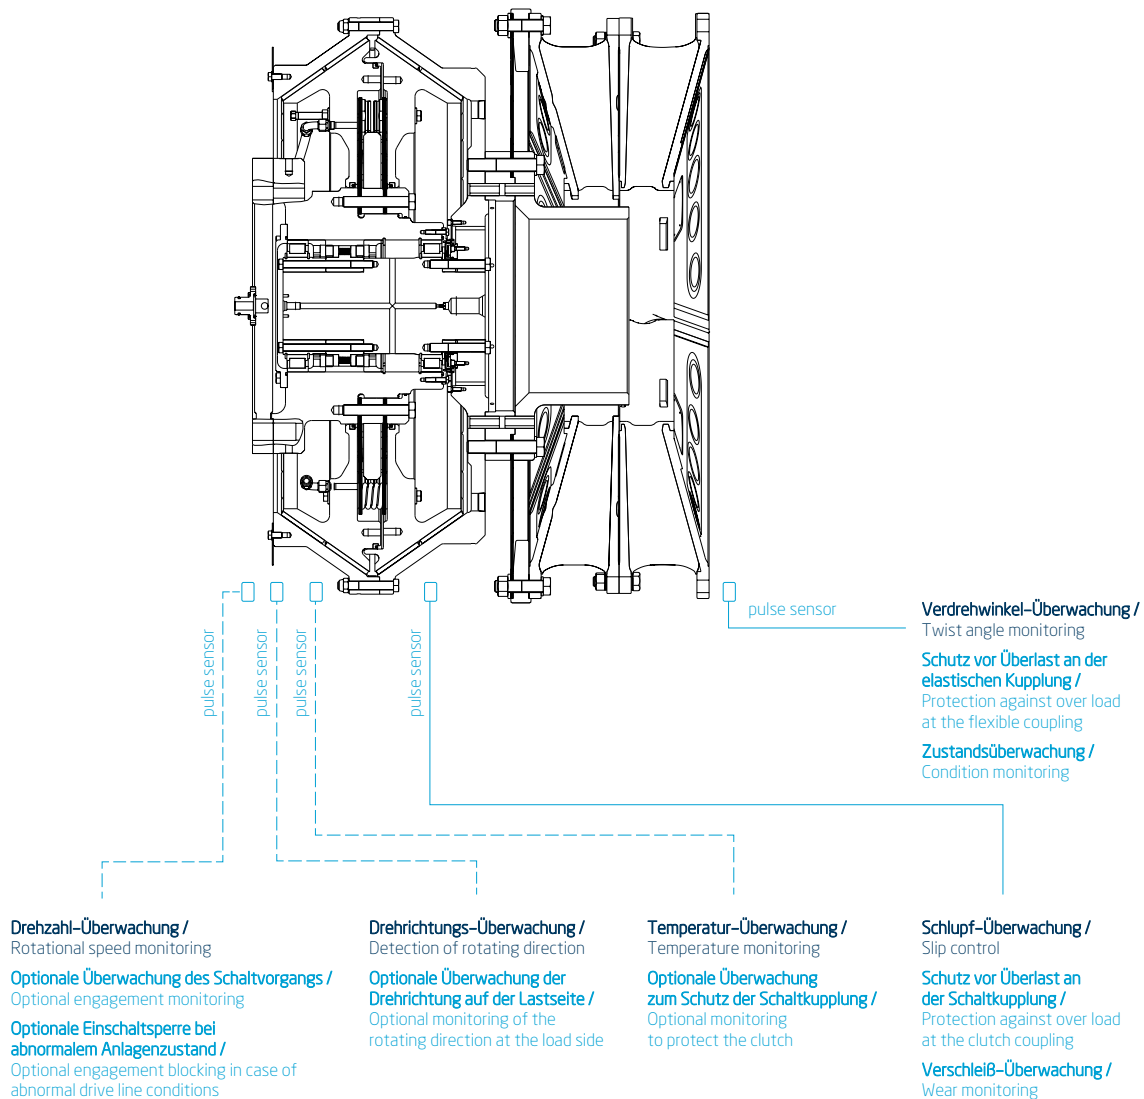 pulse sensor
pulse sensor
pulse sensor
pulse sensor
pulse sensor
Verdrehwinkel-Überwachung /
Twist angle monitoring
Schutz vor Überlast an der
elastischen Kupplung /
Protection against over load
at the flexible coupling
Zustandsüberwachung /
Condition monitoring
Drehzahl-Überwachung /
Rotational speed monitoring
Optionale Überwachung des Schaltvorgangs /
Optional engagement monitoring
Optionale Einschaltsperre bei
abnormalem Anlagenzustand /
Optional engagement blocking in case of
abnormal drive line conditions
Drehrichtungs-Überwachung /
Detection of rotating direction
Optionale Überwachung der
Drehrichtung auf der Lastseite /
Optional monitoring of the
rotating direction at the load side
Temperatur-Überwachung /
Temperature monitoring
Optionale Überwachung
zum Schutz der Schaltkupplung /
Optional monitoring
to protect the clutch
Schlupf-Überwachung /
Slip control
Schutz vor Überlast an
der Schaltkupplung /
Protection against over load
at the clutch coupling
Verschleiß-Überwachung /
Wear monitoring